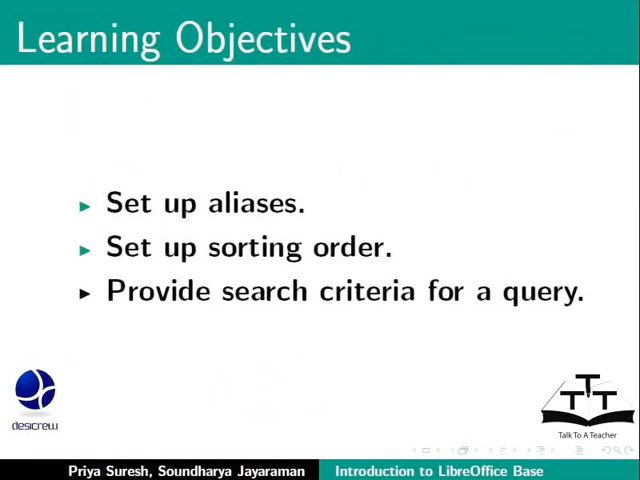 Learning Objectives
Set up aliases.
Set up sorting order.
Provide search criteria for a query.
desicrew
T T T
Talk To A Teacher
Priya Suresh, Soundharya Jayaraman
Introduction to LibreOffice Base